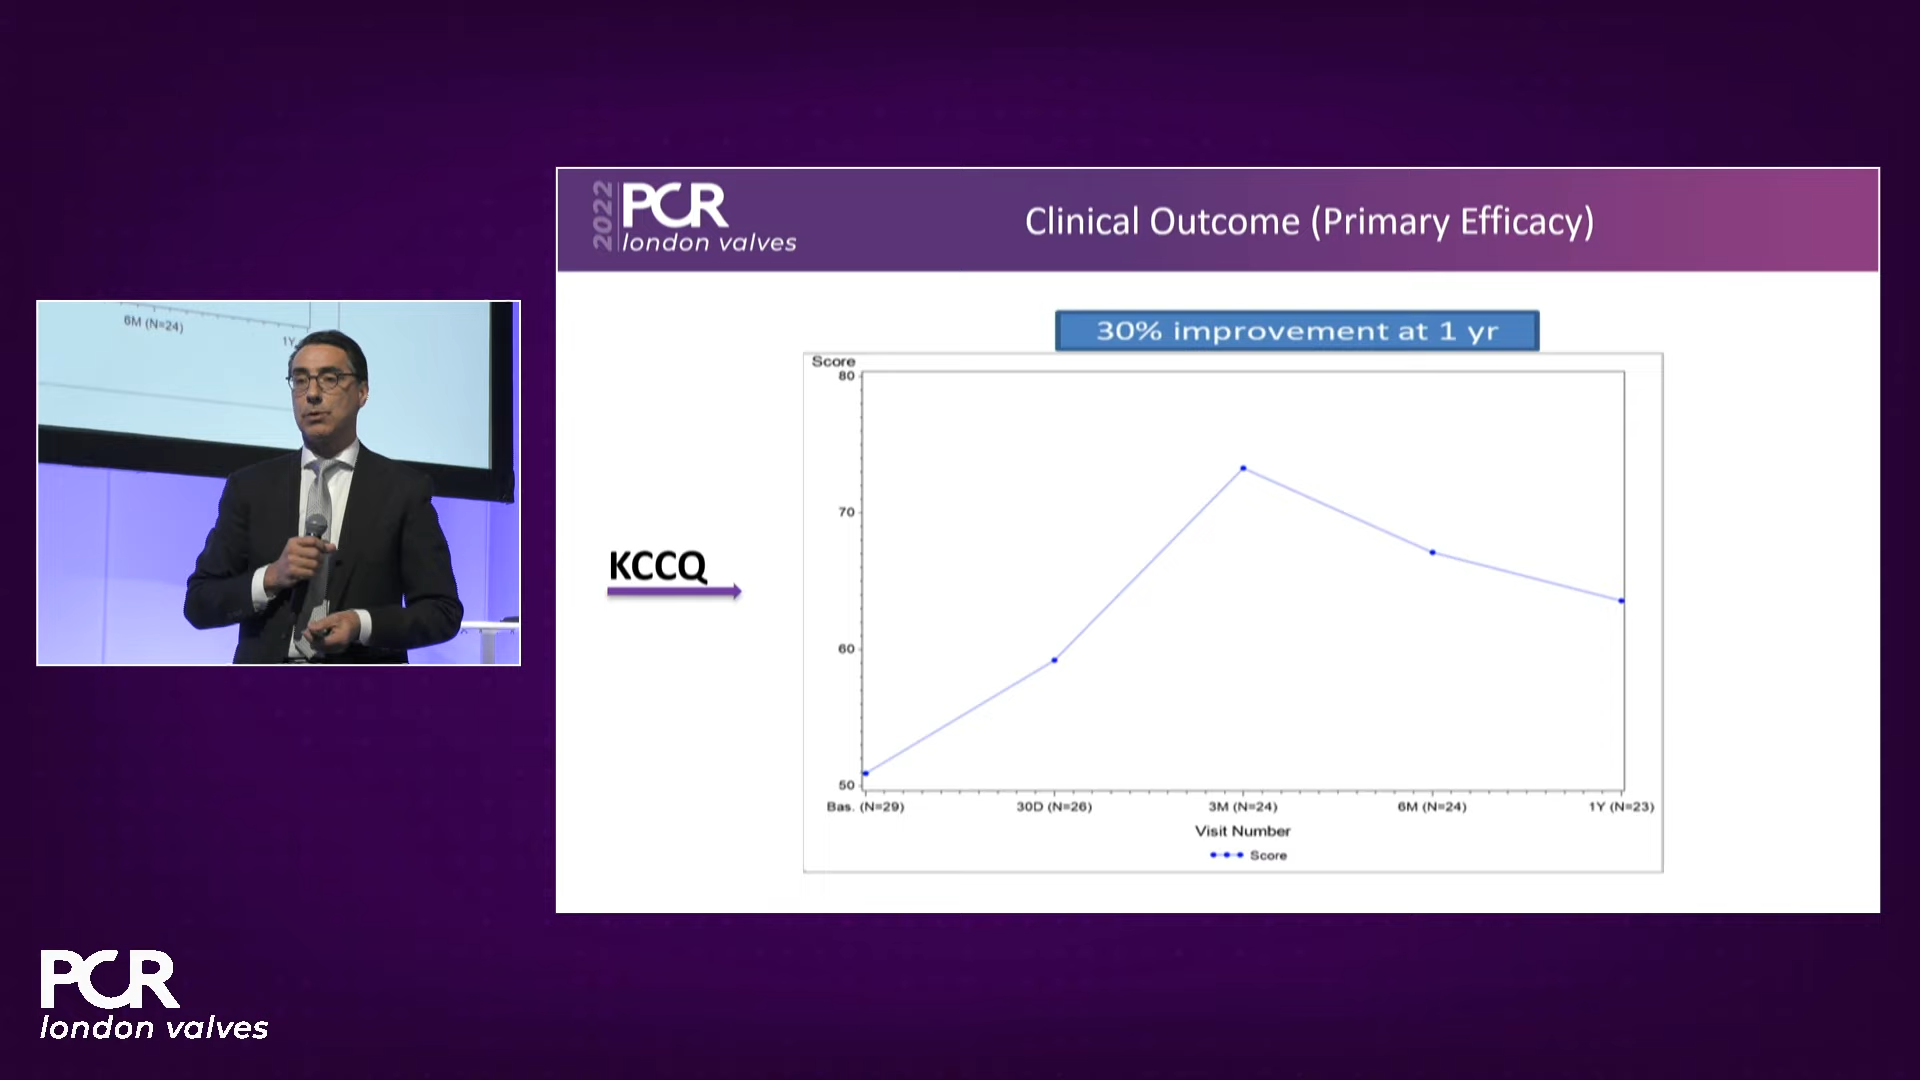 6M (N=24)
1Y
2022
PCR
london valves
Clinical Outcome (Primary Efficacy)
30% improvement at 1 yr
KCCQ
Score
80
70
60
50
Bas. (N=29) 30D (N=26) 3M (N=24) 6M (N=24) 1Y (N=23)
Visit Number
Score
PCR
london valves